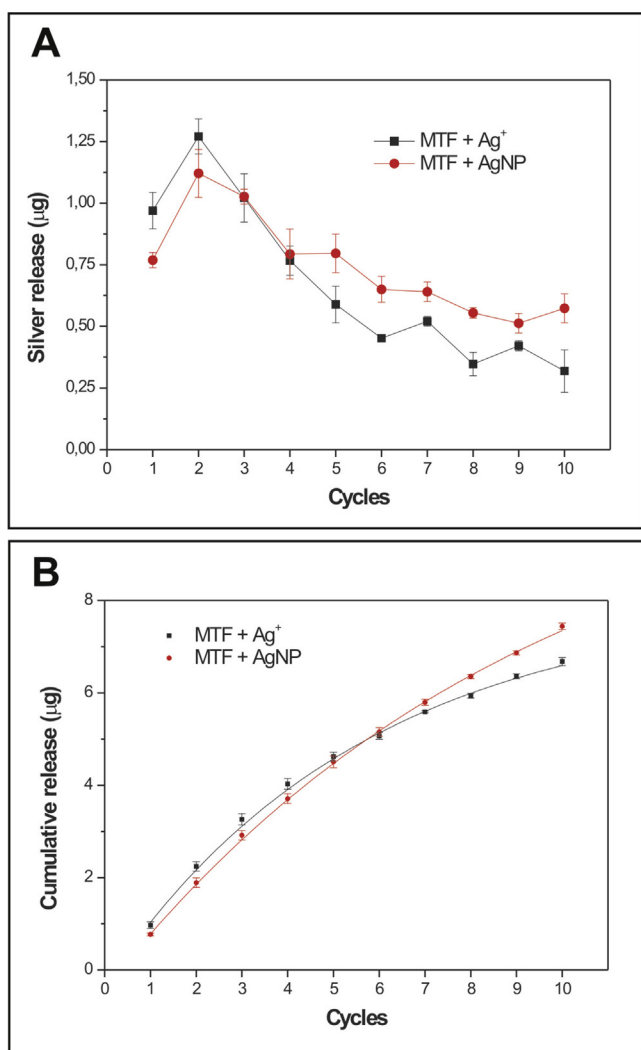 A
1,50
1,25
1,00
0,75
0,50
0,25
0,00
Silver release (µg)
MTF + Ag⁺
MTF + AgNP
0 1 2 3 4 5 6 7 8 9 10
Cycles
B
8
6
4
2
0
Cumulative release (µg)
MTF + Ag⁺
MTF + AgNP
0 1 2 3 4 5 6 7 8 9 10
Cycles